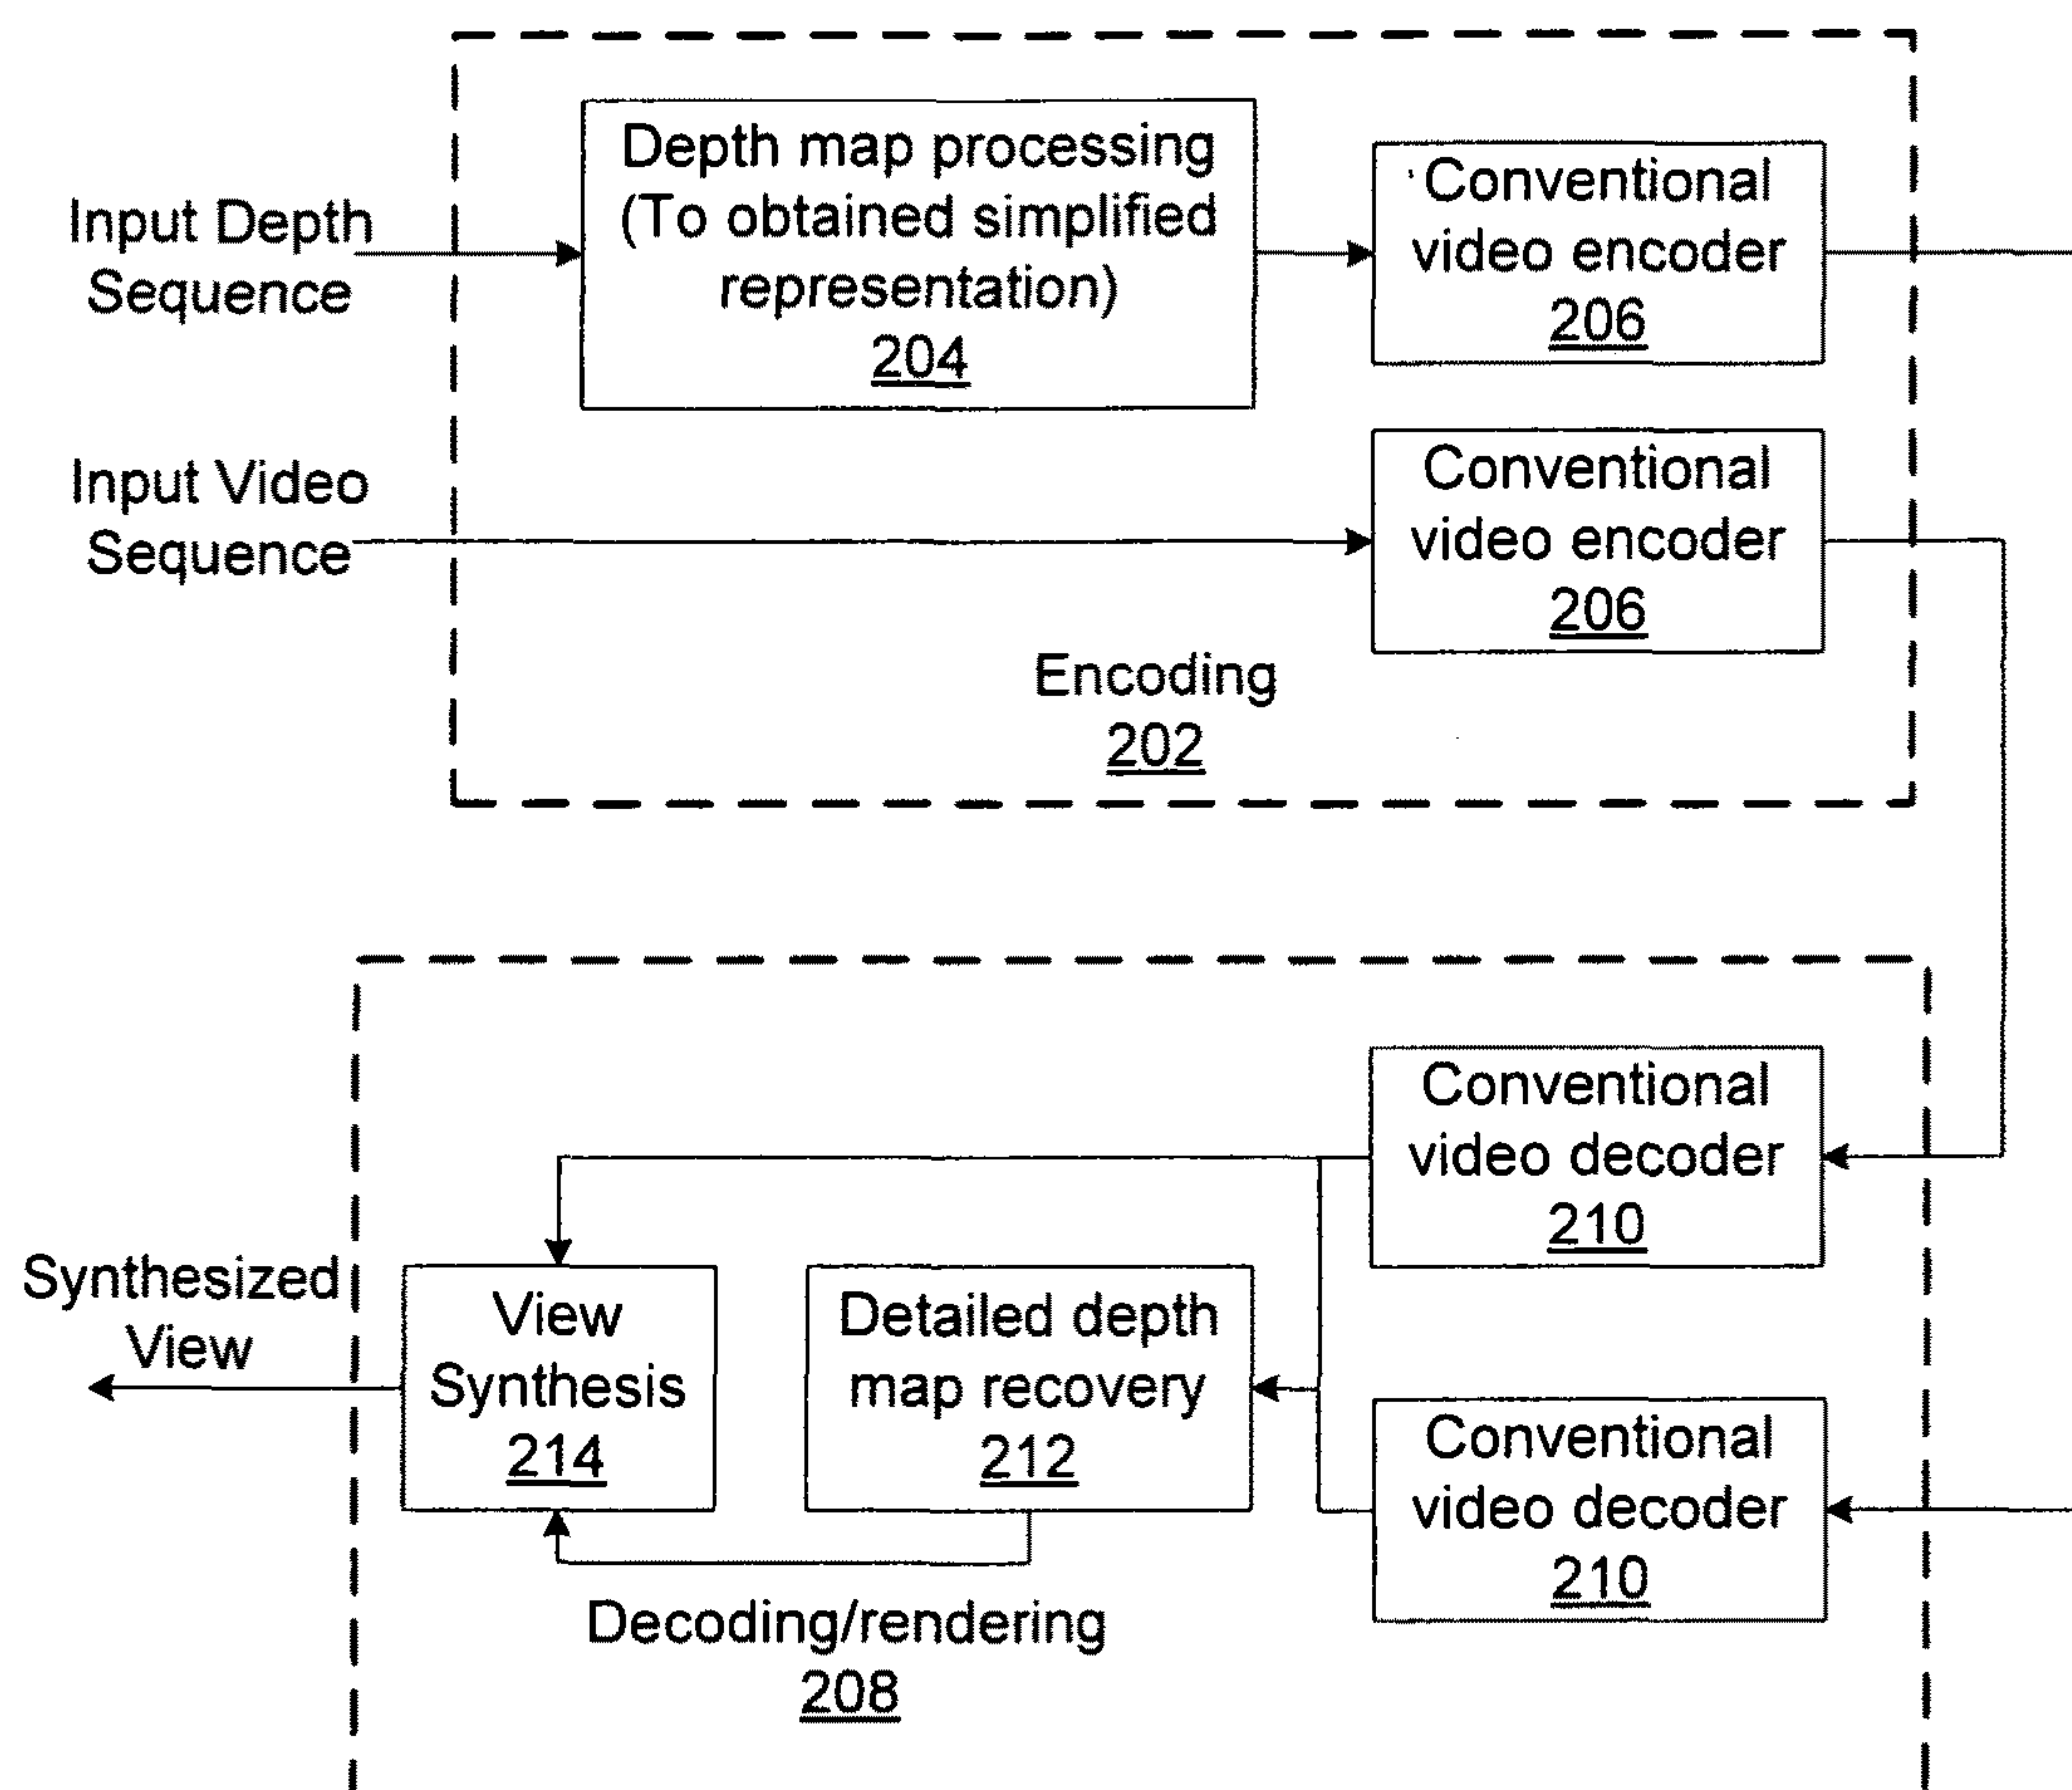 Input Depth
Sequence
Depth map processing
(To obtained simplified
representation)
204
Conventional
video encoder
206
Input Video
Sequence
Conventional
video encoder
206
Encoding
202
Conventional
video decoder
210
Synthesized
View
View
Synthesis
214
Detailed depth
map recovery
212
Conventional
video decoder
210
Decoding/rendering
208